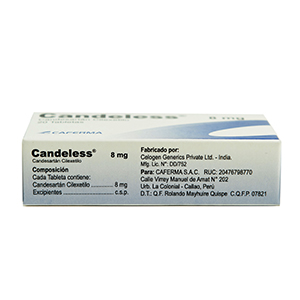 Candeless® 8 mg
Candesartán Cilexetilo
CAFERMA
Candeless® 8 mg
Candesartán Cilexetilo
Composición
Cada Tableta contiene:
Candesartán Cilexetilo 8 mg
Excipientes c.s.p.
Fabricado por:
Celogen Generics Private Ltd. - India.
Mfg. Lic. N° DD/752
Para: CAFERMA S.A.C. RUC: 20476798770
Calle Virrey Manuel de Amat N° 202
Urb. La Colonial - Callao, Perú
D.T.: Q.F. Rolando Mayhuire Quispe C.Q.F.P. 07821